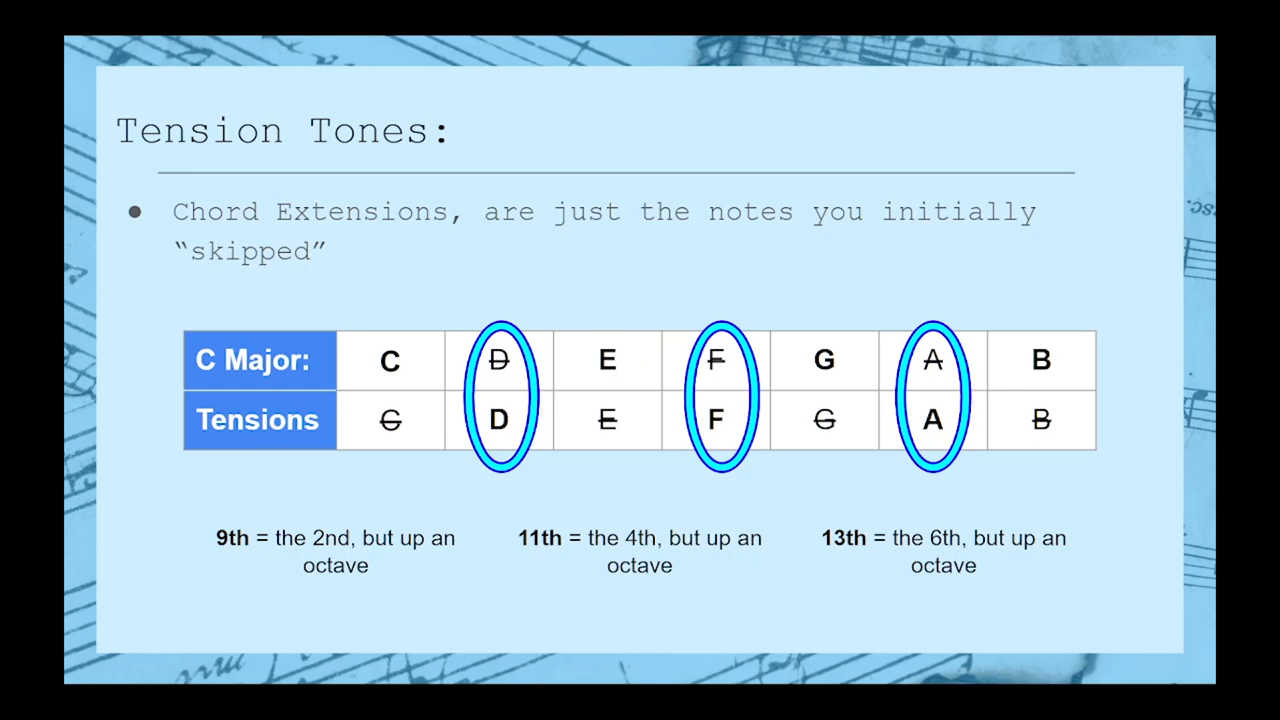 Tension Tones:
● Chord Extensions, are just the notes you initially
“skipped”
C Major: C D E F G A B
Tensions C D E F G A B
9th = the 2nd, but up an
octave
11th = the 4th, but up an
octave
13th = the 6th, but up an
octave